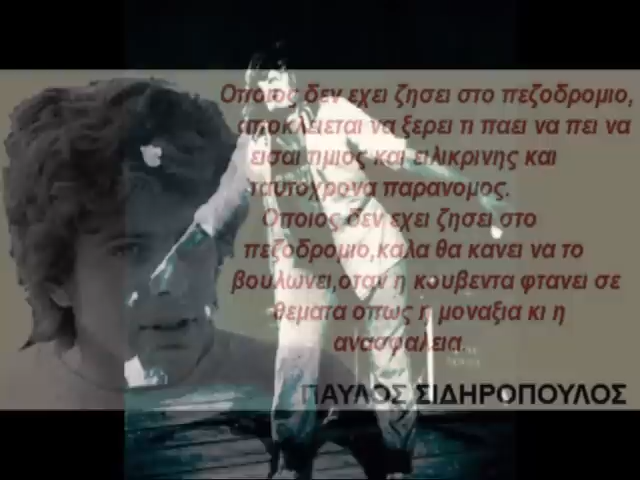 Οποιος δεν εχει ζησει στο πεζοδρομιο,
αποκλειεται να ξερει τι παει να πει να
εισαι τιμιος και ειλικρινης και
ταυτοχρονα παρανομος.
Οποιος δεν εχει ζησει στο
πεζοδρομιο,καλα θα κανει να το
βουλωνει,οταν η κουβεντα φτανει σε
θεματα οπως η μοναξια κι η
ανασφαλεια
ΠΑΥΛΟΣ ΣΙΔΗΡΟΠΟΥΛΟΣ